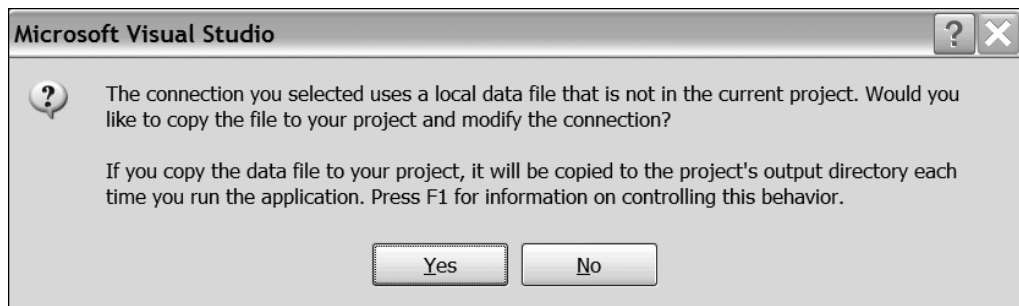 Microsoft Visual Studio
?
?
The connection you selected uses a local data file that is not in the current project. Would you
like to copy the file to your project and modify the connection?
If you copy the data file to your project, it will be copied to the project's output directory each
time you run the application. Press F1 for information on controlling this behavior.
Yes
No